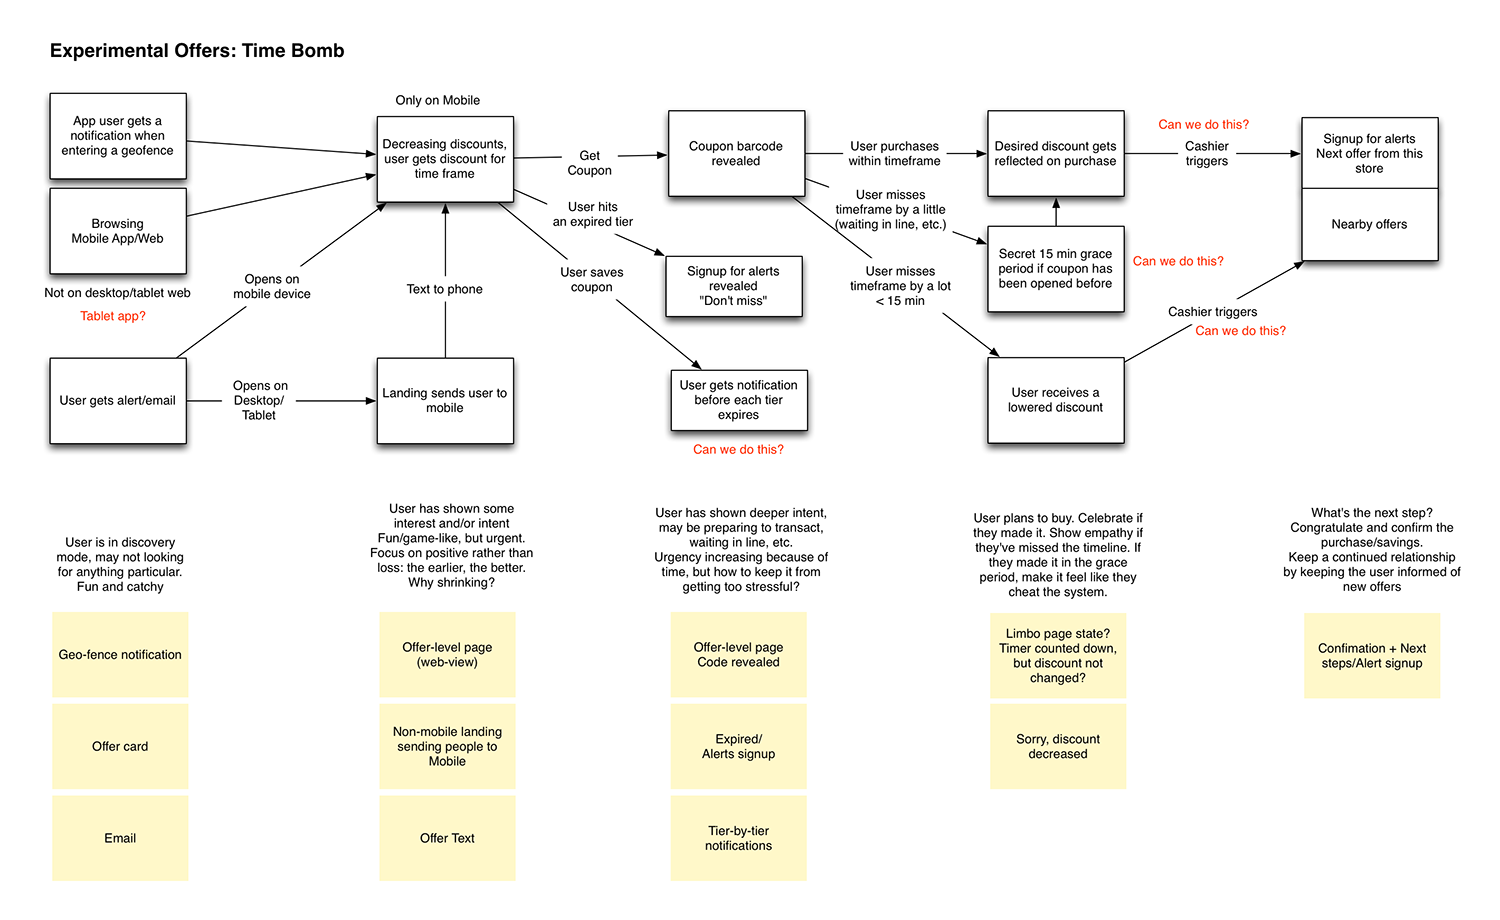 Experimental Offers: Time Bomb
App user gets a
notification when
entering a geofence
Browsing
Mobile App/Web
Not on desktop/tablet web
Tablet app?
User gets alert/email
Opens on
mobile device
Opens on
Desktop/
Tablet
Only on Mobile
Decreasing discounts,
user gets discount for
time frame
Text to phone
Landing sends user to
mobile
Get
Coupon
User hits
an expired tier
User saves
coupon
Coupon barcode
revealed
Signup for alerts
revealed
"Don't miss"
User gets notification
before each tier
expires
Can we do this?
User purchases
within timeframe
User misses
timeframe by a little
(waiting in line, etc.)
User misses
timeframe by a lot
< 15 min
Desired discount gets
reflected on purchase
Secret 15 min grace
period if coupon has
been opened before
Can we do this?
User receives a
lowered discount
Can we do this?
Cashier
triggers
Cashier triggers
Can we do this?
Signup for alerts
Next offer from this
store
Nearby offers
User is in discovery
mode, may not looking
for anything particular.
Fun and catchy
User has shown some
interest and/or intent
Fun/game-like, but urgent.
Focus on positive rather than
loss: the earlier, the better.
Why shrinking?
User has shown deeper intent,
may be preparing to transact,
waiting in line, etc.
Urgency increasing because of
time, but how to keep it from
getting too stressful?
User plans to buy. Celebrate if
they made it. Show empathy if
they've missed the timeline. If
they made it in the grace
period, make it feel like they
cheat the system.
What's the next step?
Congratulate and confirm the
purchase/savings.
Keep a continued relationship
by keeping the user informed of
new offers
Geo-fence notification
Offer card
Email
Offer-level page
(web-view)
Non-mobile landing
sending people to
Mobile
Offer Text
Offer-level page
Code revealed
Expired/
Alerts signup
Tier-by-tier
notifications
Limbo page state?
Timer counted down,
but discount not
changed?
Sorry, discount
decreased
Confimation + Next
steps/Alert signup